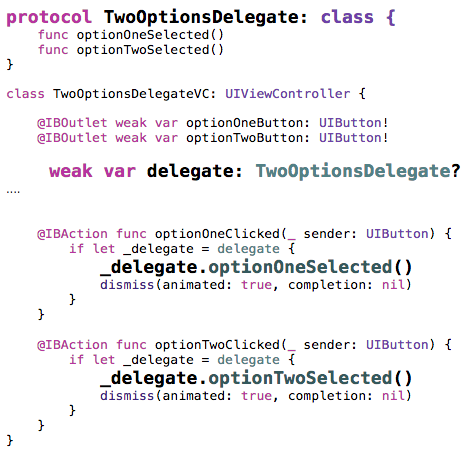 protocol TwoOptionsDelegate: class {
    func optionOneSelected()
    func optionTwoSelected()
}
class TwoOptionsDelegateVC: UIViewController {
    @IBOutlet weak var optionOneButton: UIButton!
    @IBOutlet weak var optionTwoButton: UIButton!
    weak var delegate: TwoOptionsDelegate?
....
    @IBAction func optionOneClicked(_ sender: UIButton) {
        if let _delegate = delegate {
            _delegate.optionOneSelected()
            dismiss(animated: true, completion: nil)
        }
    }
    @IBAction func optionTwoClicked(_ sender: UIButton) {
        if let _delegate = delegate {
            _delegate.optionTwoSelected()
            dismiss(animated: true, completion: nil)
        }
    }
}